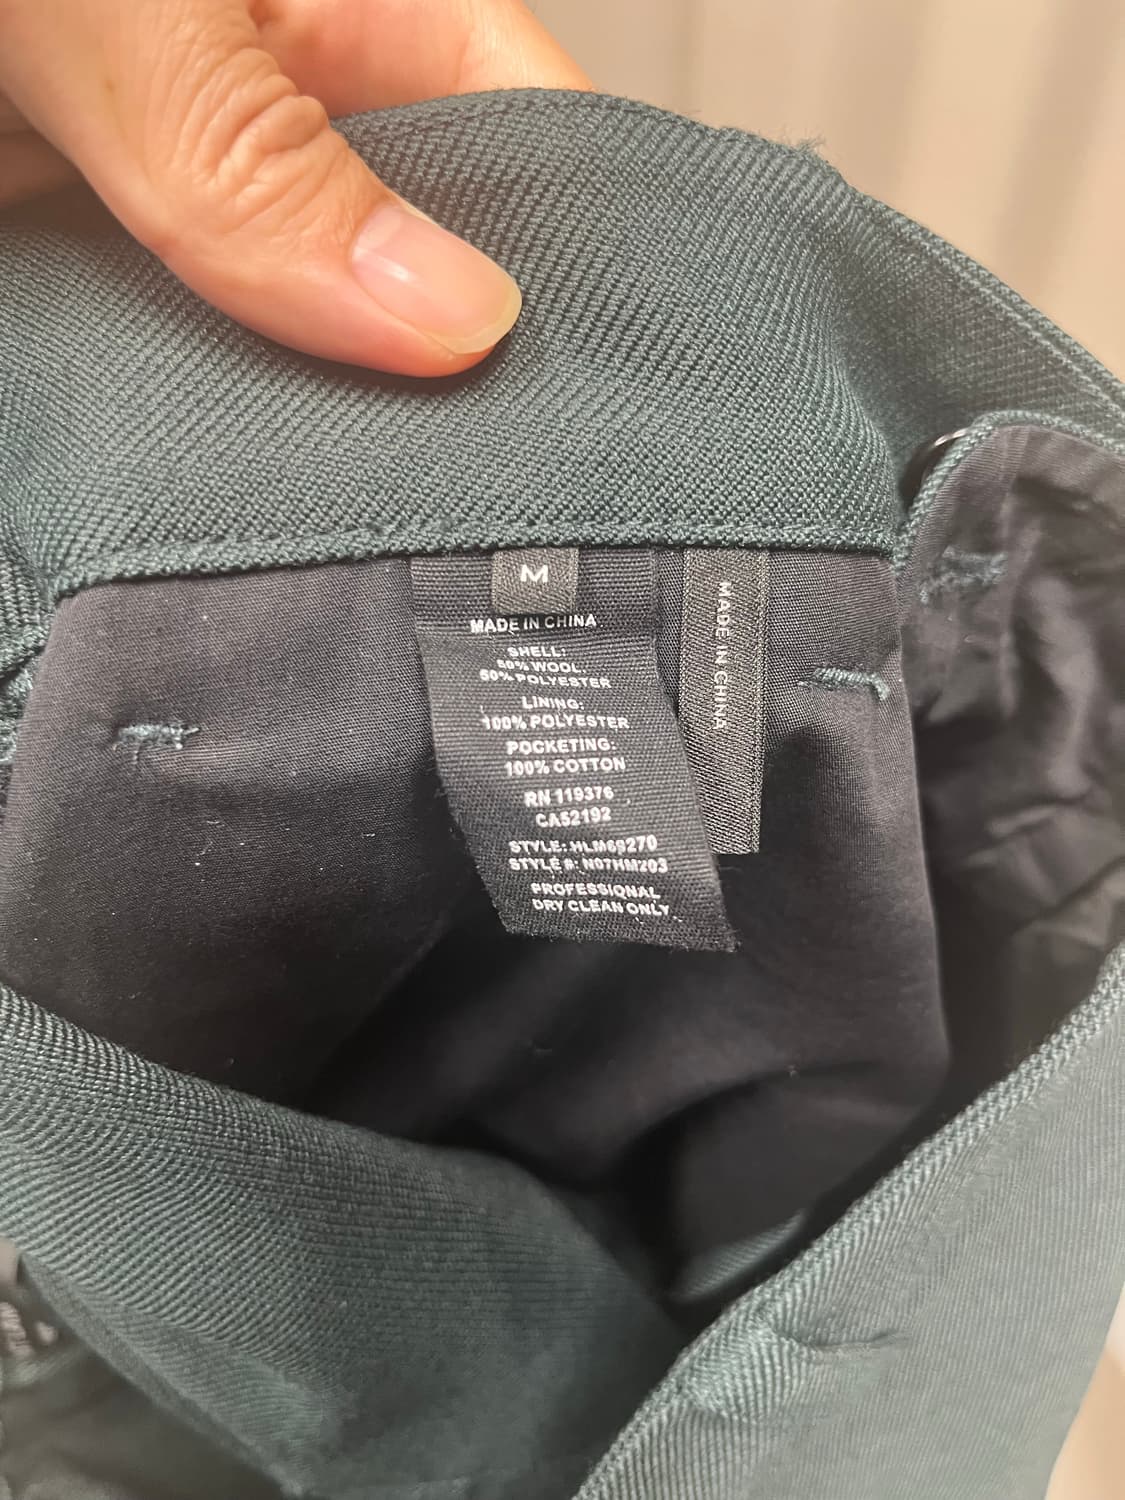 M
MADE IN CHINA
SHELL:
50% WOOL,
50% POLYESTER
LINING:
100% POLYESTER
POCKETING:
100% COTTON
RN 119376
CA52192
STYLE: HLM69270
STYLE #: N07HM203
PROFESSIONAL
DRY CLEAN ONLY
MADE IN CHINA